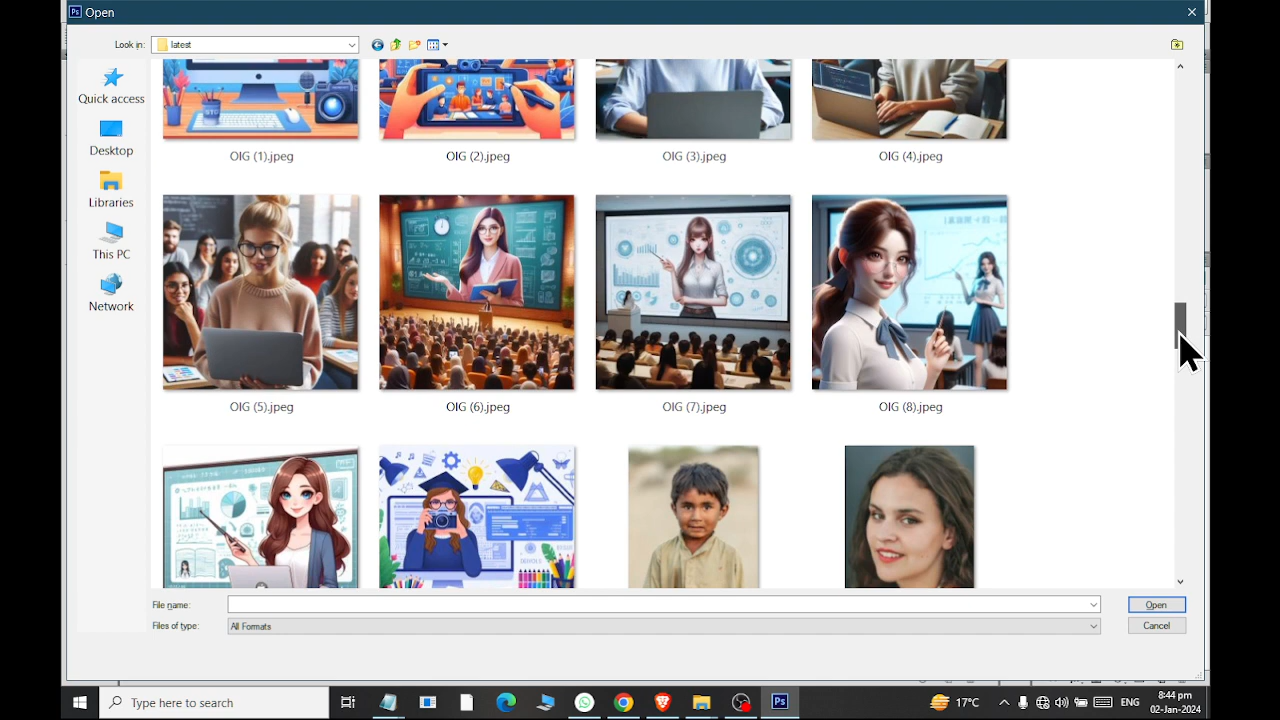 Ps Open
Look in: latest
Quick access
Desktop
Libraries
This PC
Network
OIG (1).jpeg
OIG (2).jpeg
OIG (3).jpeg
OIG (4).jpeg
OIG (5).jpeg
OIG (6).jpeg
OIG (7).jpeg
OIG (8).jpeg
File name:
Open
Files of type: All Formats
Cancel
Type here to search
Ps
17°C
ENG
8:44 pm
02-Jan-2024